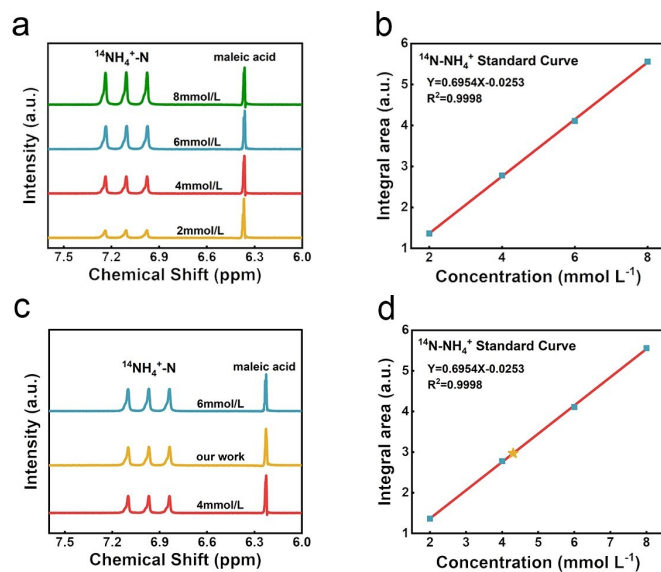 a
¹⁴NH₄⁺-N
maleic acid
8mmol/L
6mmol/L
4mmol/L
2mmol/L
Intensity (a.u.)
7.5 7.2 6.9 6.6 6.3 6.0
Chemical Shift (ppm)
b
¹⁴N-NH₄⁺ Standard Curve
Y=0.6954X-0.0253
R²=0.9998
Integral area (a.u.)
6
5
4
3
2
1
2 4 6 8
Concentration (mmol L⁻¹)
c
¹⁴NH₄⁺-N
maleic acid
6mmol/L
our work
4mmol/L
Intensity (a.u.)
7.5 7.2 6.9 6.6 6.3 6.0
Chemical Shift (ppm)
d
¹⁴N-NH₄⁺ Standard Curve
Y=0.6954X-0.0253
R²=0.9998
Integral area (a.u.)
6
5
4
3
2
1
2 4 6 8
Concentration (mmol L⁻¹)